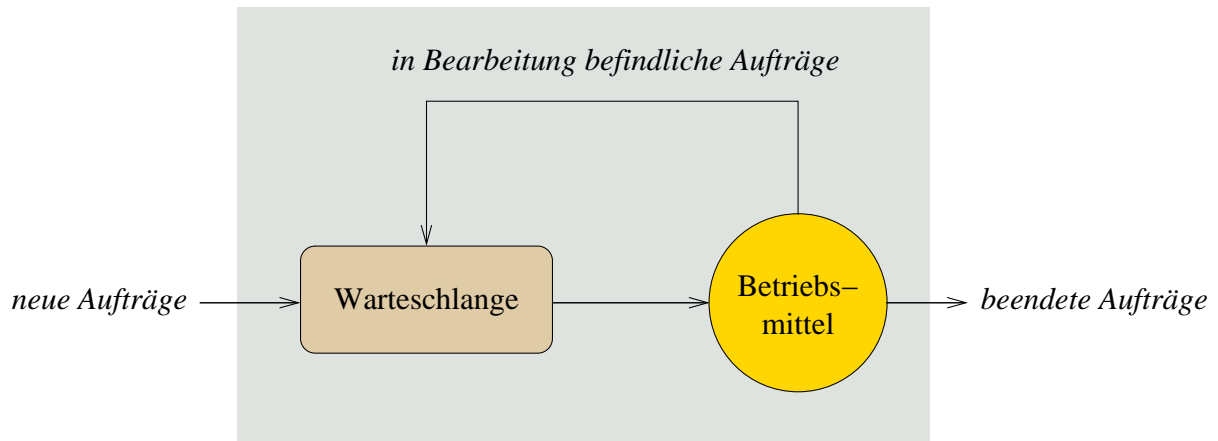 in Bearbeitung befindliche Aufträge
neue Aufträge
Warteschlange
Betriebs–
mittel
beendete Aufträge